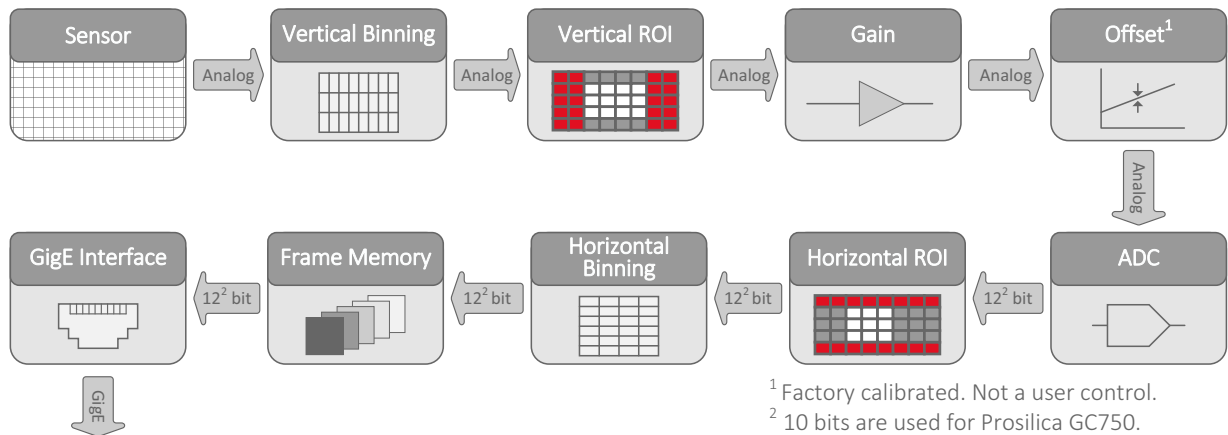 Sensor
Analog
Vertical Binning
Analog
Vertical ROI
Analog
Gain
Analog
Offset¹
Analog
ADC
12² bit
Horizontal ROI
12² bit
Horizontal
Binning
12² bit
Frame Memory
12² bit
GigE Interface
GigE
¹ Factory calibrated. Not a user control.
² 10 bits are used for Prosilica GC750.